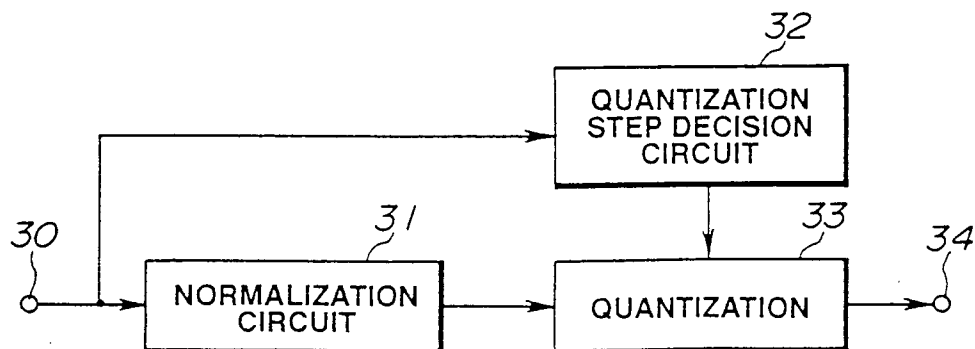 32
QUANTIZATION
STEP DECISION
CIRCUIT
30
31
33
34
NORMALIZATION
CIRCUIT
QUANTIZATION